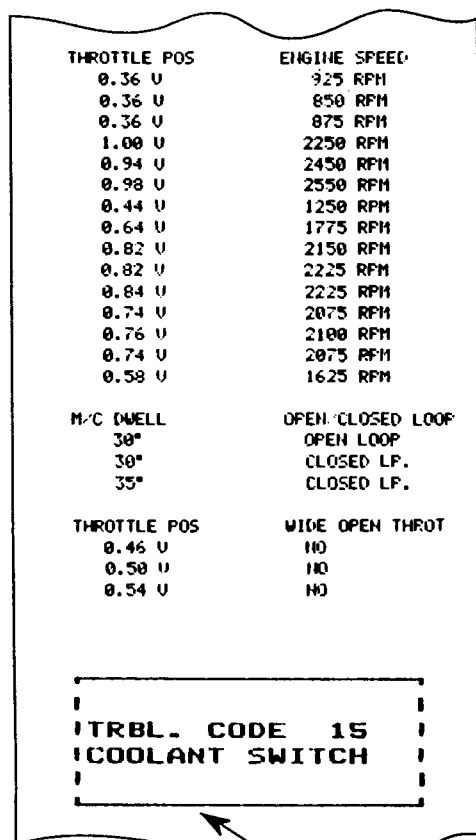 THROTTLE POS ENGINE SPEED
0.36 V 925 RPM
0.36 V 850 RPM
0.36 V 875 RPM
1.00 V 2250 RPM
0.94 V 2450 RPM
0.98 V 2550 RPM
0.44 V 1250 RPM
0.64 V 1775 RPM
0.82 V 2150 RPM
0.82 V 2225 RPM
0.84 V 2225 RPM
0.74 V 2075 RPM
0.76 V 2100 RPM
0.74 V 2075 RPM
0.58 V 1625 RPM
M/C DWELL OPEN/CLOSED LOOP
30° OPEN LOOP
30° CLOSED LP.
35° CLOSED LP.
THROTTLE POS WIDE OPEN THROT
0.46 V NO
0.50 V NO
0.54 V NO
TRBL. CODE 15
COOLANT SWITCH